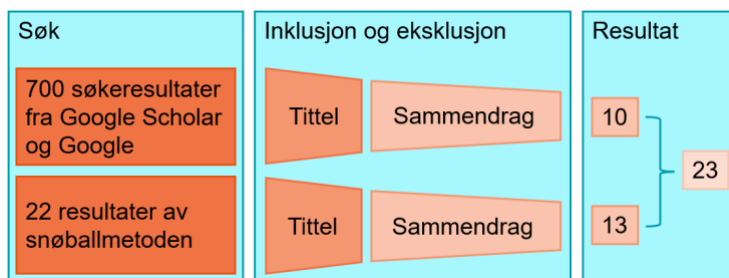 Søk
700 søkeresultater
fra Google Scholar
og Google
22 resultater av
snøballmetoden
Inklusjon og eksklusjon
Tittel
Sammendrag
Tittel
Sammendrag
Resultat
10
13
23